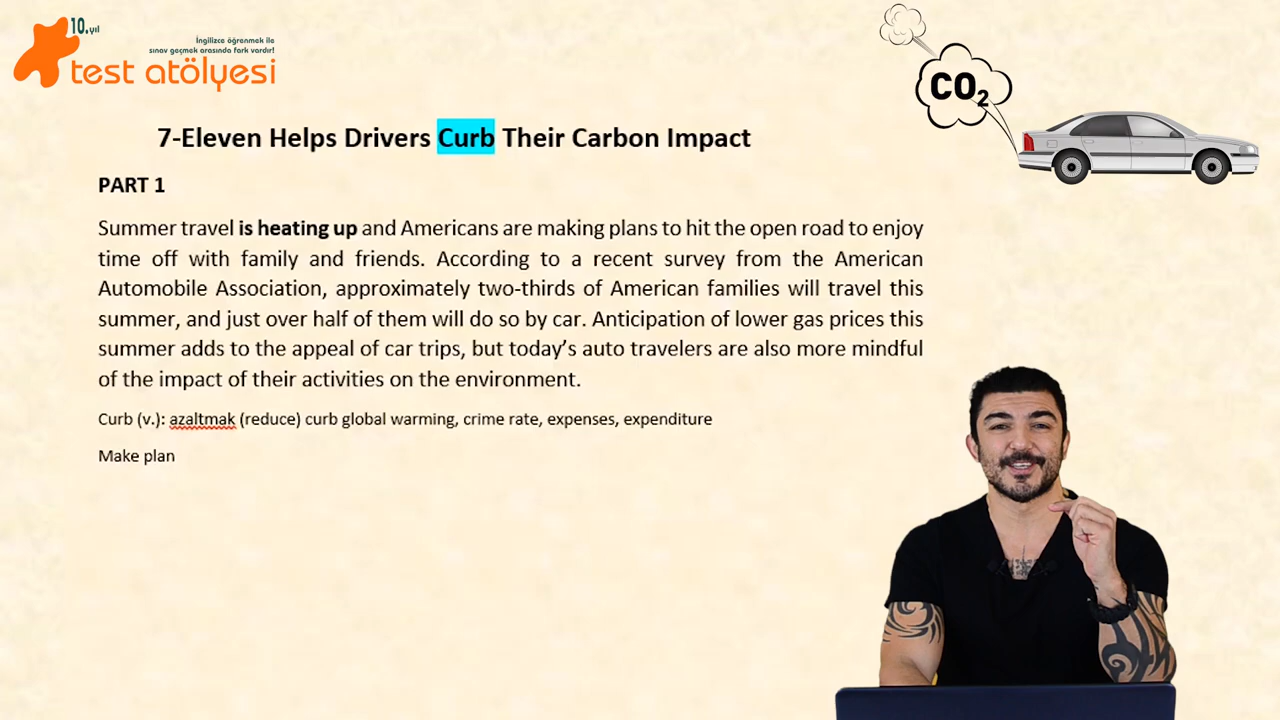 10.yıl
İngilizce öğrenmek ile
sınav geçmek arasında fark vardır!
test atölyesi
CO2
7-Eleven Helps Drivers Curb Their Carbon Impact
PART 1
Summer travel is heating up and Americans are making plans to hit the open road to enjoy
time off with family and friends. According to a recent survey from the American
Automobile Association, approximately two-thirds of American families will travel this
summer, and just over half of them will do so by car. Anticipation of lower gas prices this
summer adds to the appeal of car trips, but today’s auto travelers are also more mindful
of the impact of their activities on the environment.
Curb (v.): azaltmak (reduce) curb global warming, crime rate, expenses, expenditure
Make plan